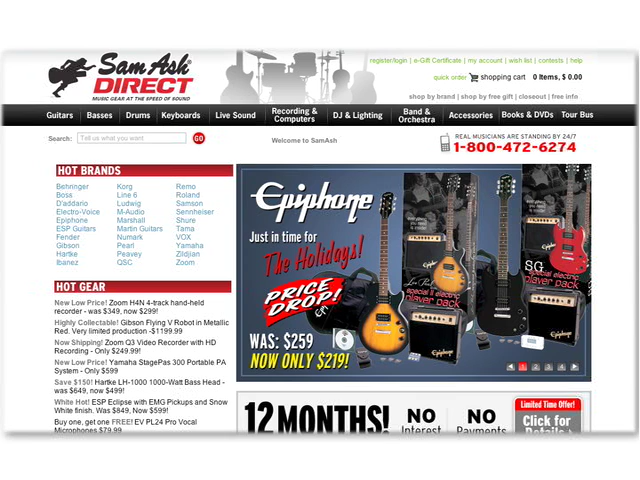 Sam Ash®
DIRECT
MUSIC GEAR AT THE SPEED OF SOUND
register/login | e-Gift Certificate | my account | wish list | contests | help
quick order shopping cart 0 Items, $ 0.00
shop by brand | shop by free gift | closeout | free info
Guitars Basses Drums Keyboards Live Sound Recording & Computers DJ & Lighting Band & Orchestra Accessories Books & DVDs Tour Bus
Search: Tell us what you want GO
Welcome to SamAsh
REAL MUSICIANS ARE STANDING BY 24/7
1-800-472-6274
HOT BRANDS
Behringer Korg Remo
Boss Line 6 Roland
D'addario Ludwig Samson
Electro-Voice M-Audio Sennheiser
Epiphone Marshall Shure
ESP Guitars Martin Guitars Tama
Fender Numark VOX
Gibson Pearl Yamaha
Hartke Peavey Zildjian
Ibanez QSC Zoom
HOT GEAR
New Low Price! Zoom H4N 4-track hand-held
recorder - was $349, now $299!
Highly Collectable! Gibson Flying V Robot in Metallic
Red. Very limited production -$1199.99
Now Shipping! Zoom Q3 Video Recorder with HD
Recording - Only $249.99!
New Low Price! Yamaha StagePas 300 Portable PA
System - Only $599
Save $150! Hartke LH-1000 1000-Watt Bass Head -
was $649, now $499!
White Hot! ESP Eclipse with EMG Pickups and Snow
White finish. Was $849, Now $599!
Buy one, get one FREE! EV PL24 Pro Vocal
Microphones $79.99
Epiphone
Just in time for
The Holidays!
PRICE
DROP!
WAS: $259
NOW ONLY $219!
Les Paul
special II electric
player pack
SG
special electric
player pack
Epiphone
1 2 3 4
12 MONTHS!
NO
Interest
NO
Payments
Limited Time Offer!
Click for
Details